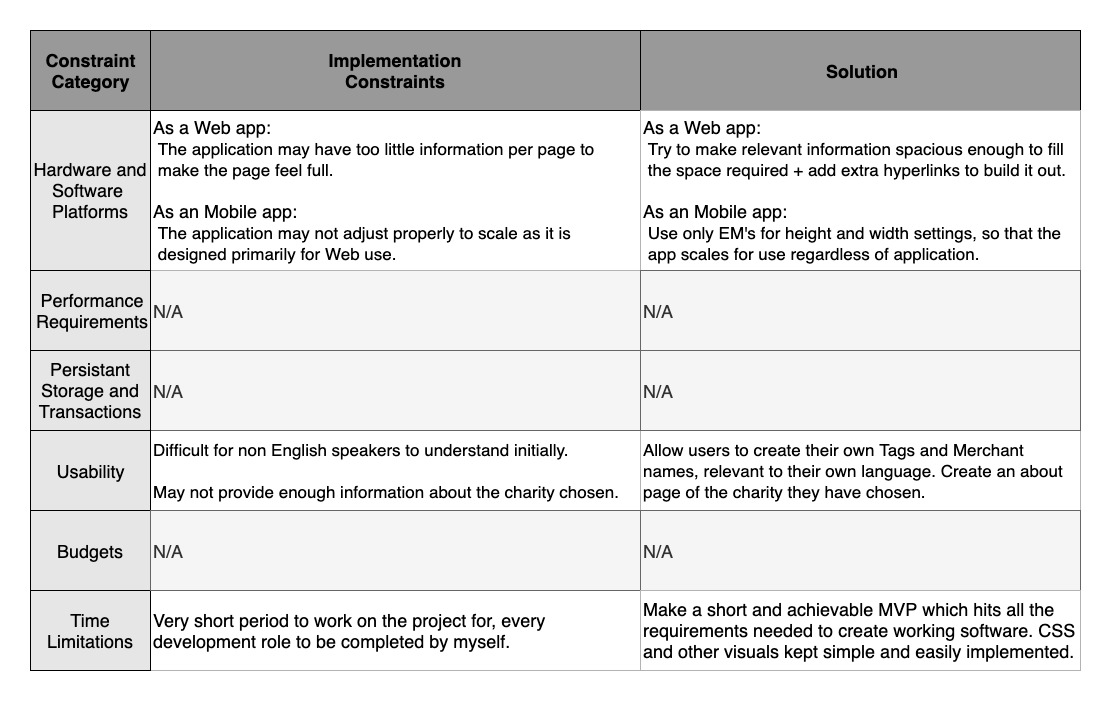 Constraint
Category
Implementation
Constraints
Solution
Hardware and
Software
Platforms
As a Web app:
The application may have too little information per page to
make the page feel full.
As an Mobile app:
The application may not adjust properly to scale as it is
designed primarily for Web use.
As a Web app:
Try to make relevant information spacious enough to fill
the space required + add extra hyperlinks to build it out.
As an Mobile app:
Use only EM's for height and width settings, so that the
app scales for use regardless of application.
Performance
Requirements
N/A
N/A
Persistant
Storage and
Transactions
N/A
N/A
Usability
Difficult for non English speakers to understand initially.
May not provide enough information about the charity chosen.
Allow users to create their own Tags and Merchant
names, relevant to their own language. Create an about
page of the charity they have chosen.
Budgets
N/A
N/A
Time
Limitations
Very short period to work on the project for, every
development role to be completed by myself.
Make a short and achievable MVP which hits all the
requirements needed to create working software. CSS
and other visuals kept simple and easily implemented.